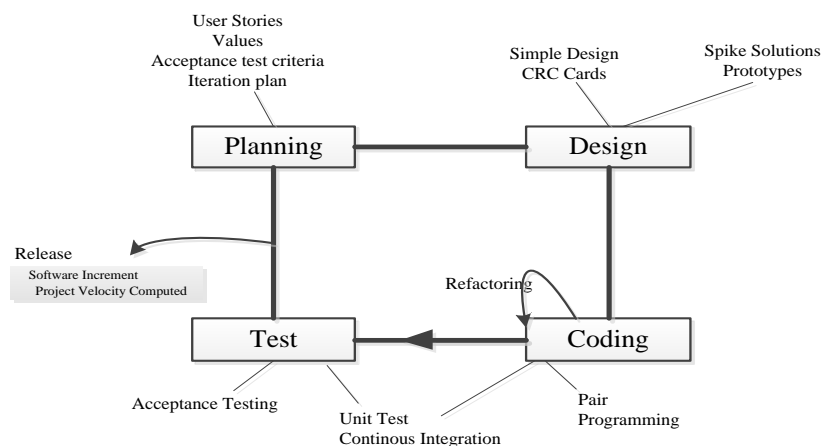 User Stories
Values
Acceptance test criteria
Iteration plan
Simple Design
CRC Cards
Spike Solutions
Prototypes
Planning
Design
Release
Software Increment
Project Velocity Computed
Refactoring
Test
Coding
Acceptance Testing
Unit Test
Continous Integration
Pair
Programming